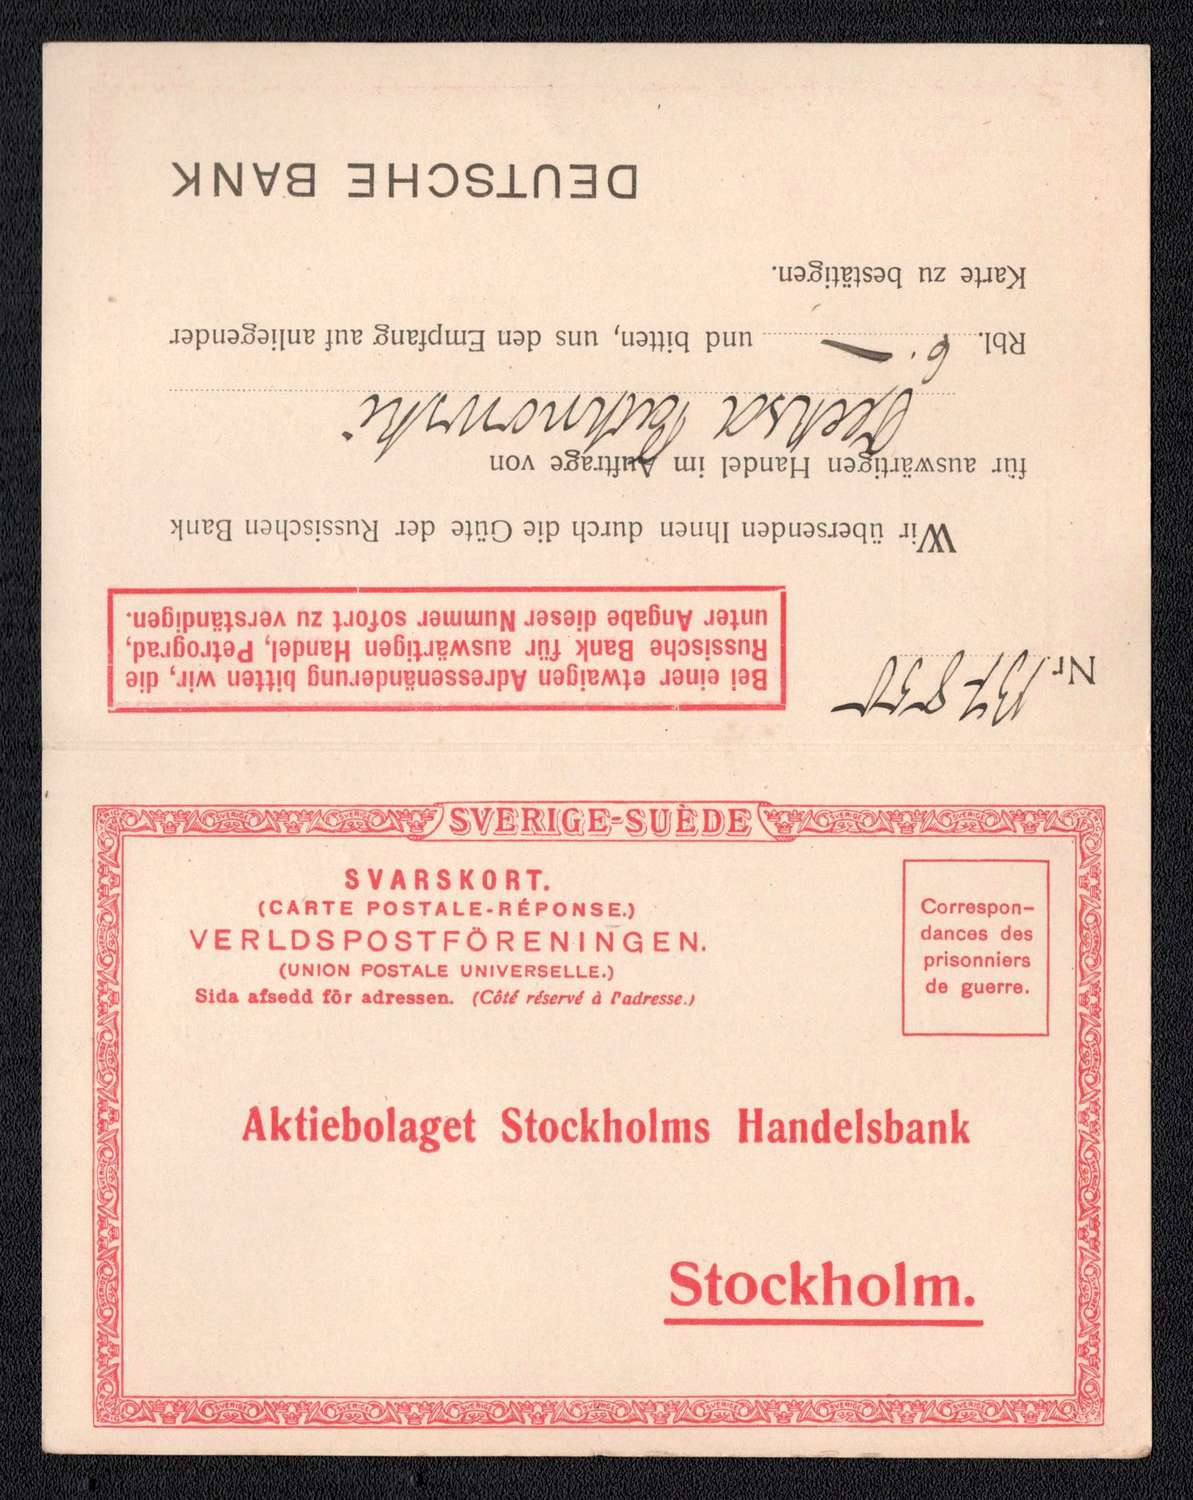 Nr. 137850
Bei einer etwaigen Adressenänderung bitten wir, die
Russische Bank für auswärtigen Handel, Petrograd,
unter Angabe dieser Nummer sofort zu verständigen.
Wir übersenden Ihnen durch die Güte der Russischen Bank
für auswärtigen Handel im Auftrage von
Rbl. 6.— und bitten, uns den Empfang auf anliegender
Karte zu bestätigen.
DEUTSCHE BANK
SVERIGE-SUÈDE
SVARSKORT.
(CARTE POSTALE-RÉPONSE.)
VERLDSPOSTFÖRENINGEN.
(UNION POSTALE UNIVERSELLE.)
Sida afsedd för adressen. (Côté réservé à l'adresse.)
Correspon-
dances des
prisonniers
de guerre.
Aktiebolaget Stockholms Handelsbank
Stockholm.